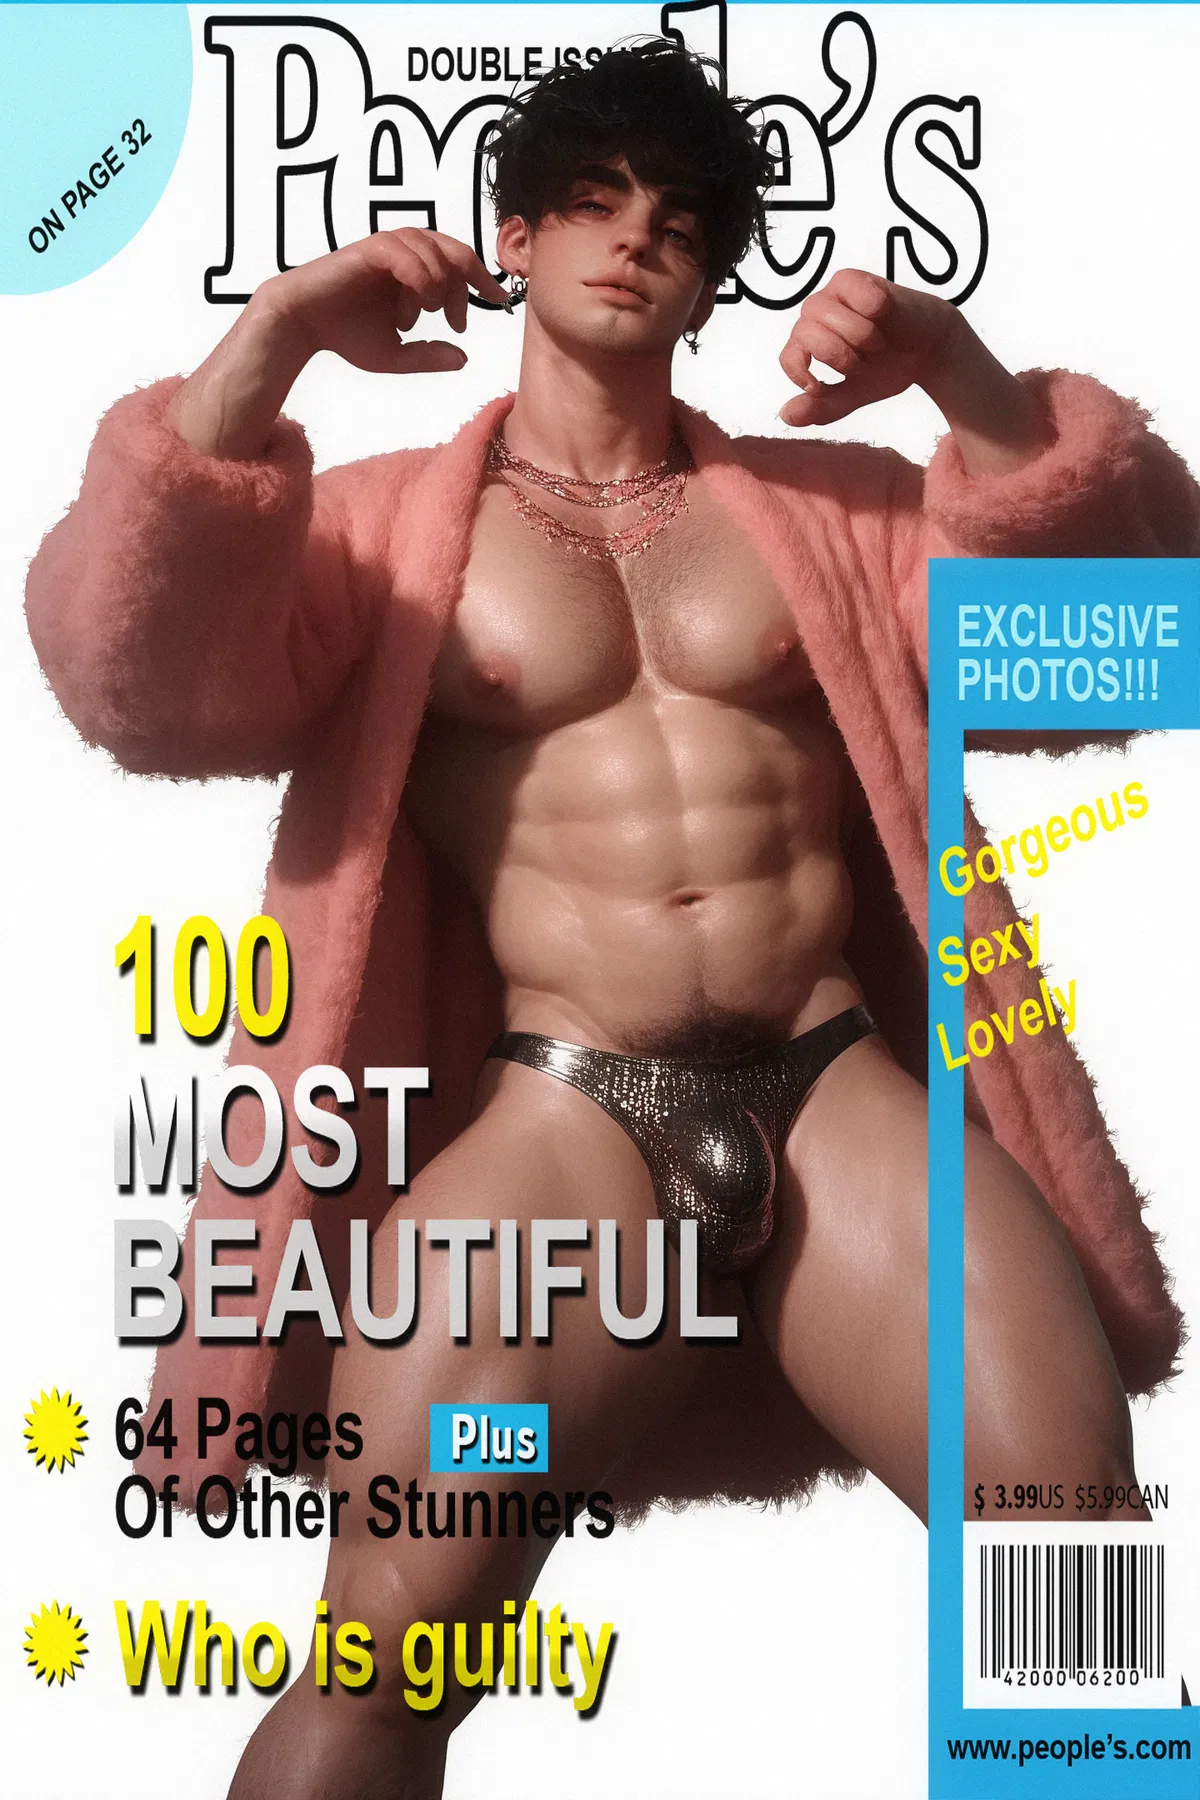 People's
DOUBLE ISSUE
ON PAGE 32
EXCLUSIVE
PHOTOS!!!
Gorgeous
Sexy
Lovely
100
MOST
BEAUTIFUL
64 Pages
Plus
Of Other Stunners
Who is guilty
$ 3.99US $5.99CAN
42000 06200
www.people's.com